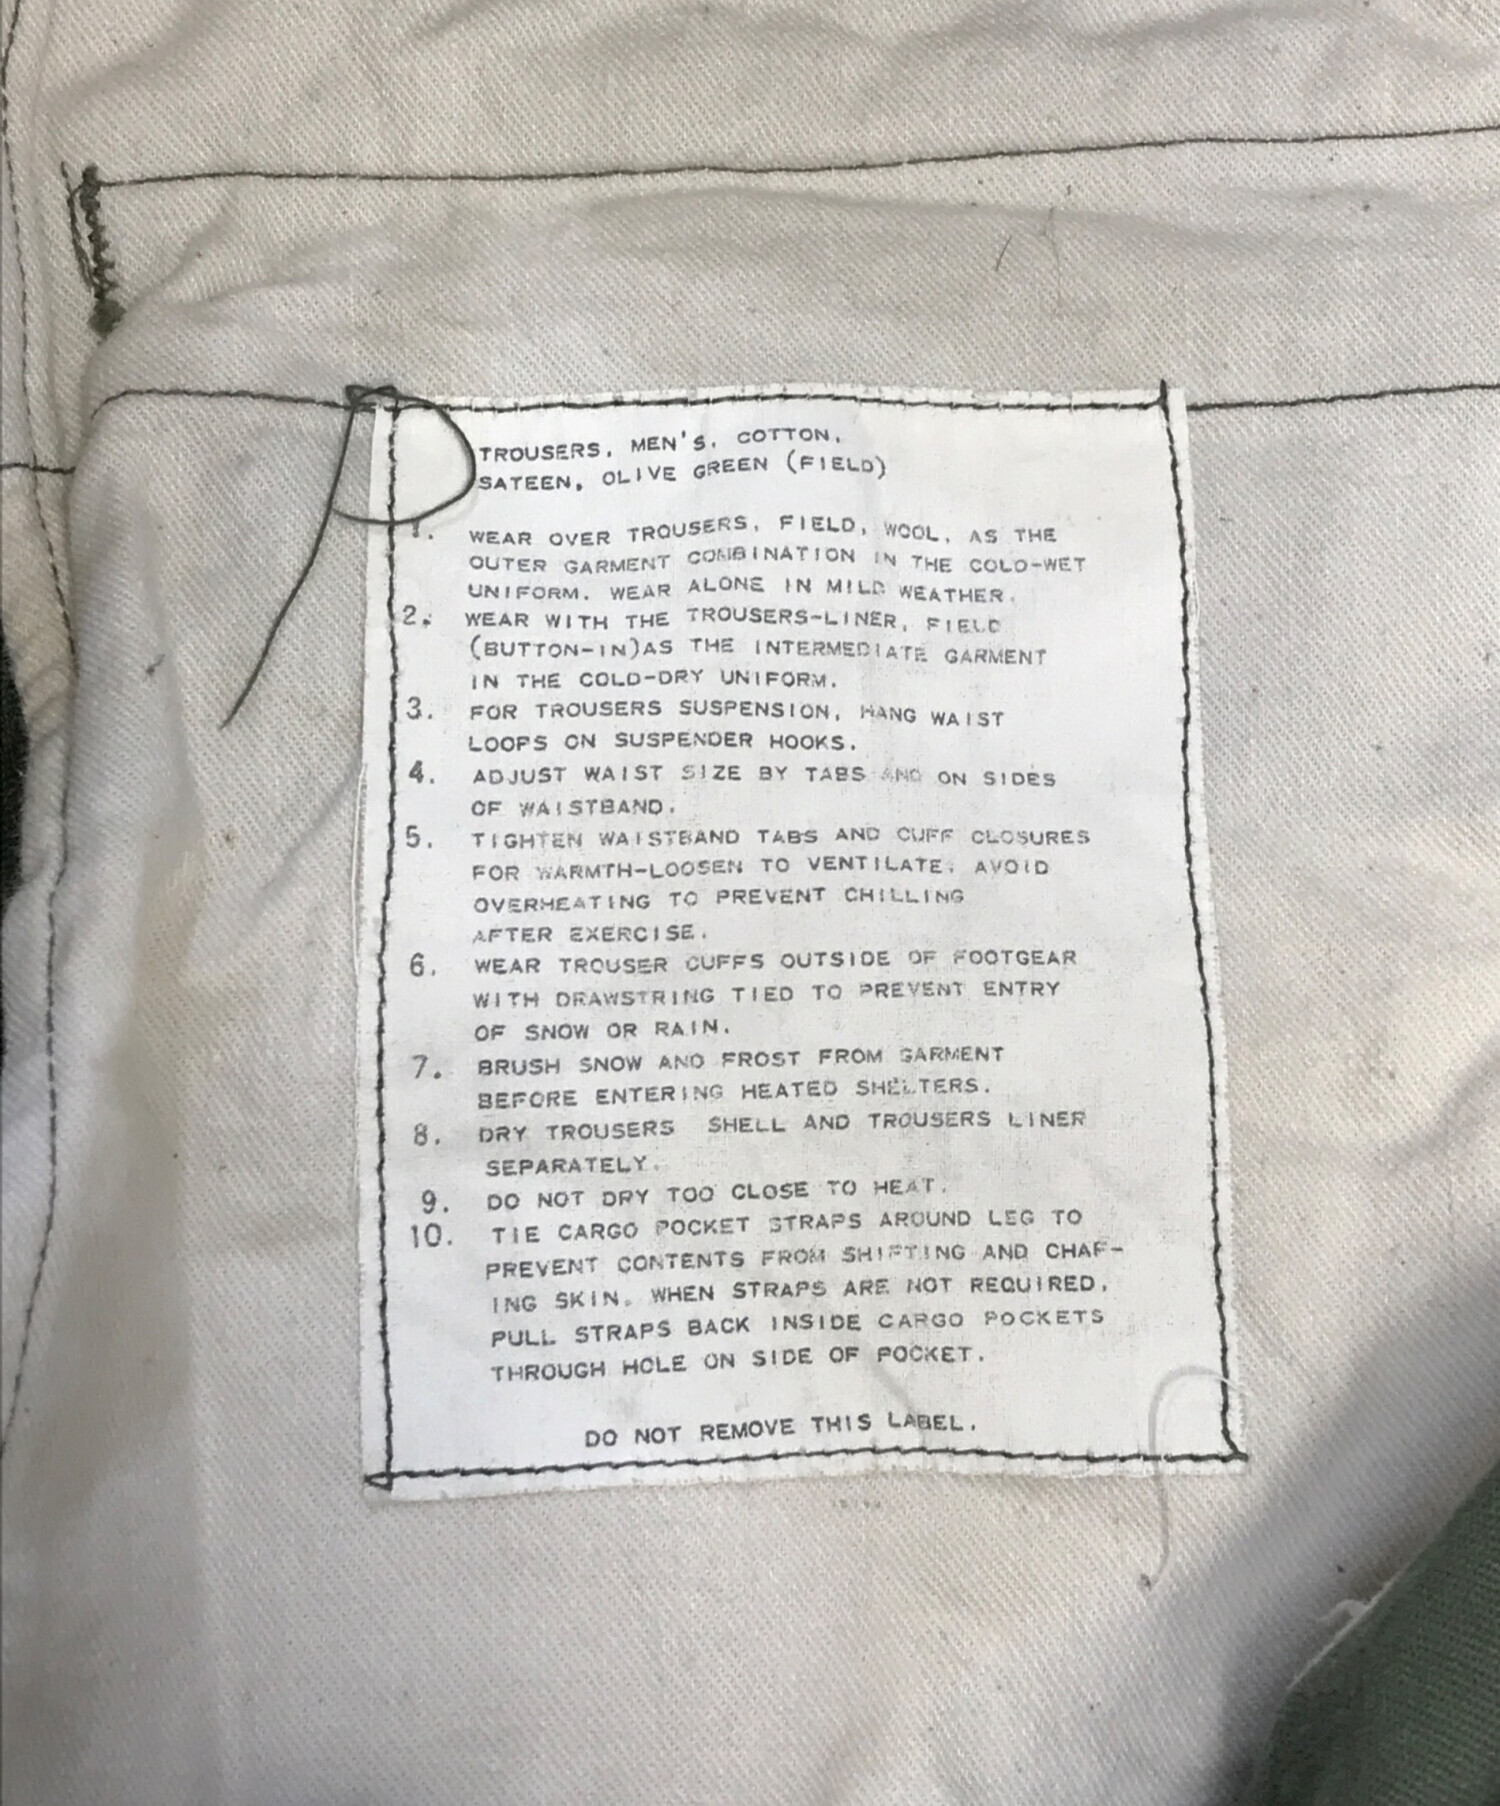 TROUSERS, MEN'S, COTTON,
SATEEN, OLIVE GREEN (FIELD)
1. WEAR OVER TROUSERS, FIELD, WOOL, AS THE
OUTER GARMENT COMBINATION IN THE COLD-WET
UNIFORM. WEAR ALONE IN MILD WEATHER.
2. WEAR WITH THE TROUSERS-LINER, FIELD
(BUTTON-IN)AS THE INTERMEDIATE GARMENT
IN THE COLD-DRY UNIFORM.
3. FOR TROUSERS SUSPENSION, HANG WAIST
LOOPS ON SUSPENDER HOOKS.
4. ADJUST WAIST SIZE BY TABS AND ON SIDES
OF WAISTBAND.
5. TIGHTEN WAISTBAND TABS AND CUFF CLOSURES
FOR WARMTH-LOOSEN TO VENTILATE. AVOID
OVERHEATING TO PREVENT CHILLING
AFTER EXERCISE.
6. WEAR TROUSER CUFFS OUTSIDE OF FOOTGEAR
WITH DRAWSTRING TIED TO PREVENT ENTRY
OF SNOW OR RAIN.
7. BRUSH SNOW AND FROST FROM GARMENT
BEFORE ENTERING HEATED SHELTERS.
8. DRY TROUSERS SHELL AND TROUSERS LINER
SEPARATELY.
9. DO NOT DRY TOO CLOSE TO HEAT.
10. TIE CARGO POCKET STRAPS AROUND LEG TO
PREVENT CONTENTS FROM SHIFTING AND CHAF-
ING SKIN. WHEN STRAPS ARE NOT REQUIRED,
PULL STRAPS BACK INSIDE CARGO POCKETS
THROUGH HOLE ON SIDE OF POCKET.
DO NOT REMOVE THIS LABEL.